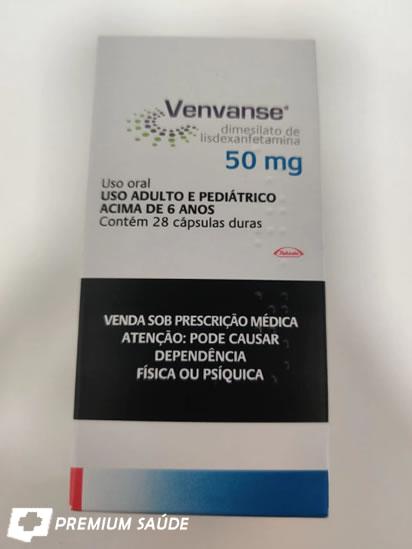 Venvanse®
dimesilato de
lisdexanfetamina
50 mg
Uso oral
USO ADULTO E PEDIÁTRICO
ACIMA DE 6 ANOS
Contém 28 cápsulas duras
Takeda
VENDA SOB PRESCRIÇÃO MÉDICA
ATENÇÃO: PODE CAUSAR
DEPENDÊNCIA
FÍSICA OU PSÍQUICA
PREMIUM SAÚDE